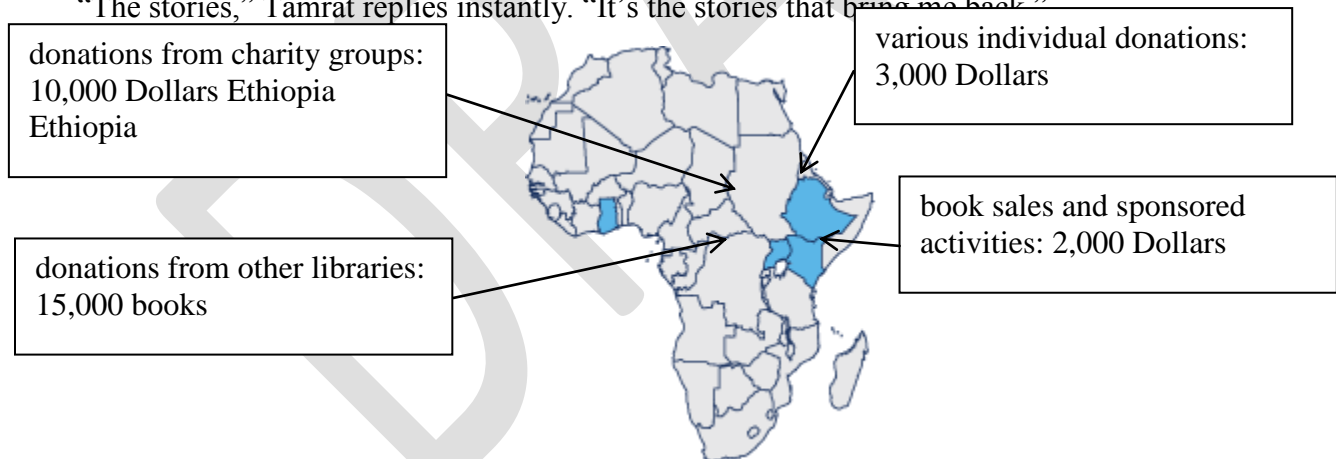 “The stories,” Tamrat replies instantly. “It’s the stories that bring me back.”
donations from charity groups:
10,000 Dollars Ethiopia
Ethiopia
various individual donations:
3,000 Dollars
donations from other libraries:
15,000 books
book sales and sponsored
activities: 2,000 Dollars